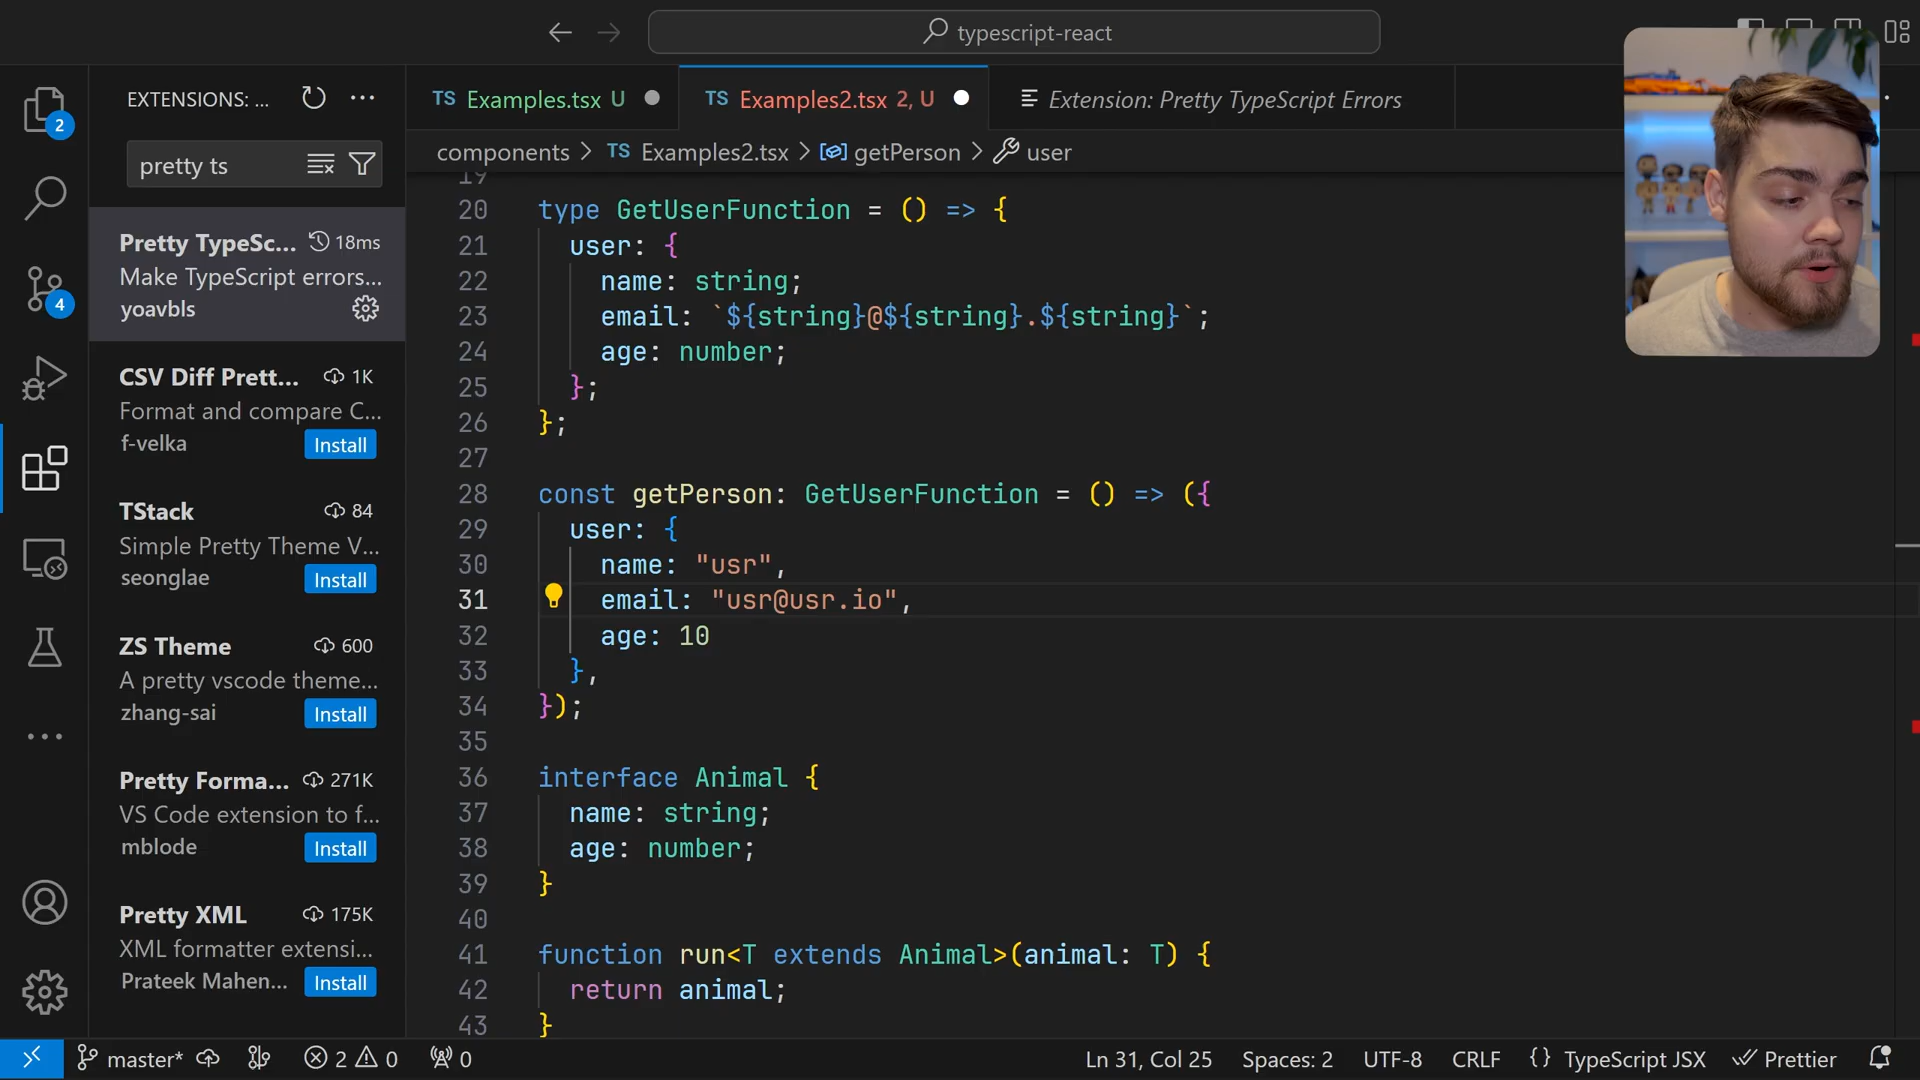 typescript-react
EXTENSIONS: ...
TS Examples.tsx U
TS Examples2.tsx 2, U
Extension: Pretty TypeScript Errors
components > TS Examples2.tsx > getPerson > user
2
4
pretty ts
Pretty TypeSc... 18ms
Make TypeScript errors...
yoavbls
CSV Diff Prett... 1K
Format and compare C...
f-velka Install
TStack 84
Simple Pretty Theme V...
seonglae Install
ZS Theme 600
A pretty vscode theme...
zhang-sai Install
Pretty Forma... 271K
VS Code extension to f...
mblode Install
Pretty XML 175K
XML formatter extensi...
Prateek Mahen... Install
19
20 type GetUserFunction = () => {
21 user: {
22 name: string;
23 email: `${string}@${string}.${string}`;
24 age: number;
25 };
26 };
27
28 const getPerson: GetUserFunction = () => ({
29 user: {
30 name: "usr",
31 email: "usr@usr.io",
32 age: 10
33 },
34 });
35
36 interface Animal {
37 name: string;
38 age: number;
39 }
40
41 function run<T extends Animal>(animal: T) {
42 return animal;
43 }
master* 2 0 0 Ln 31, Col 25 Spaces: 2 UTF-8 CRLF {} TypeScript JSX Prettier